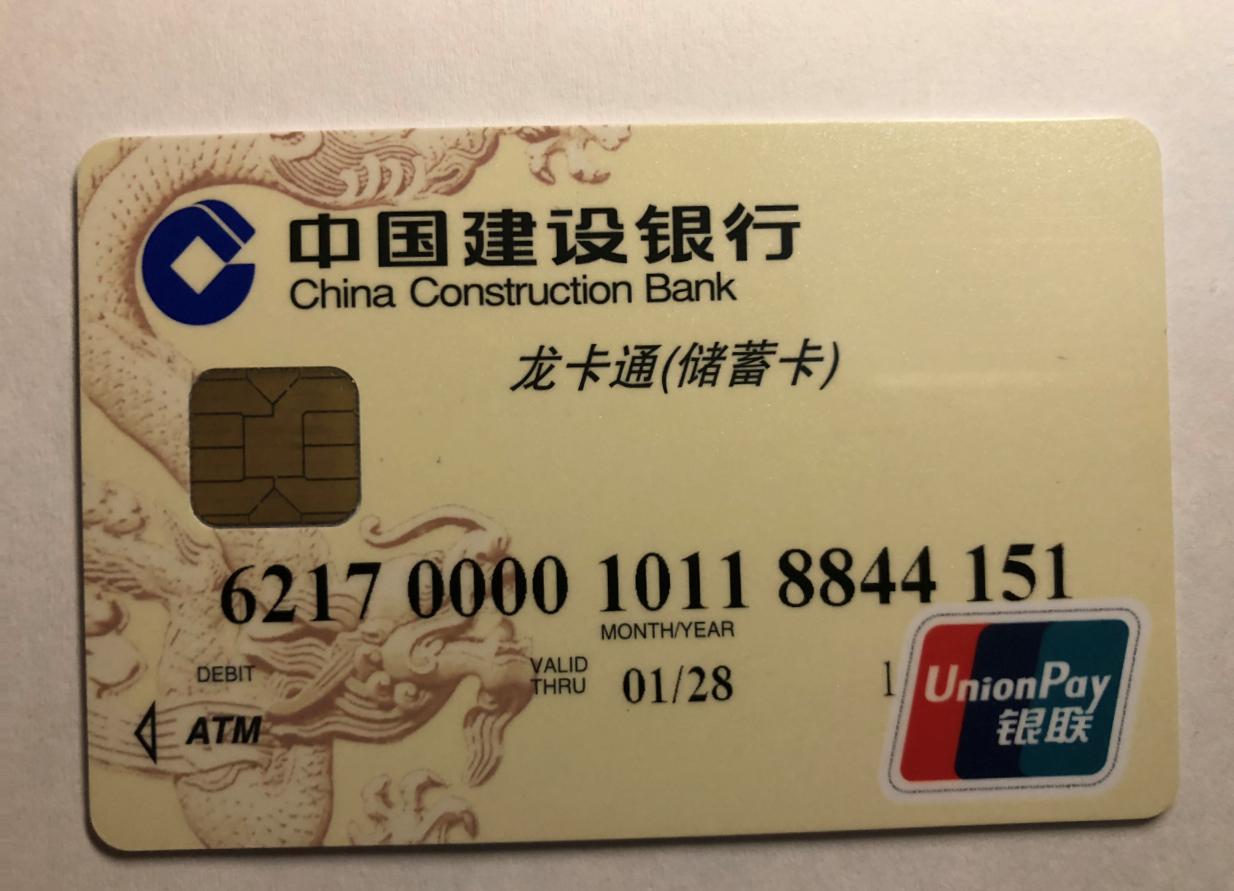 中国建设银行
China Construction Bank
龙卡通(储蓄卡)
6217 0000 1011 8844 151
MONTH/YEAR
DEBIT
VALID
THRU
01/28
1
UnionPay
银联
ATM